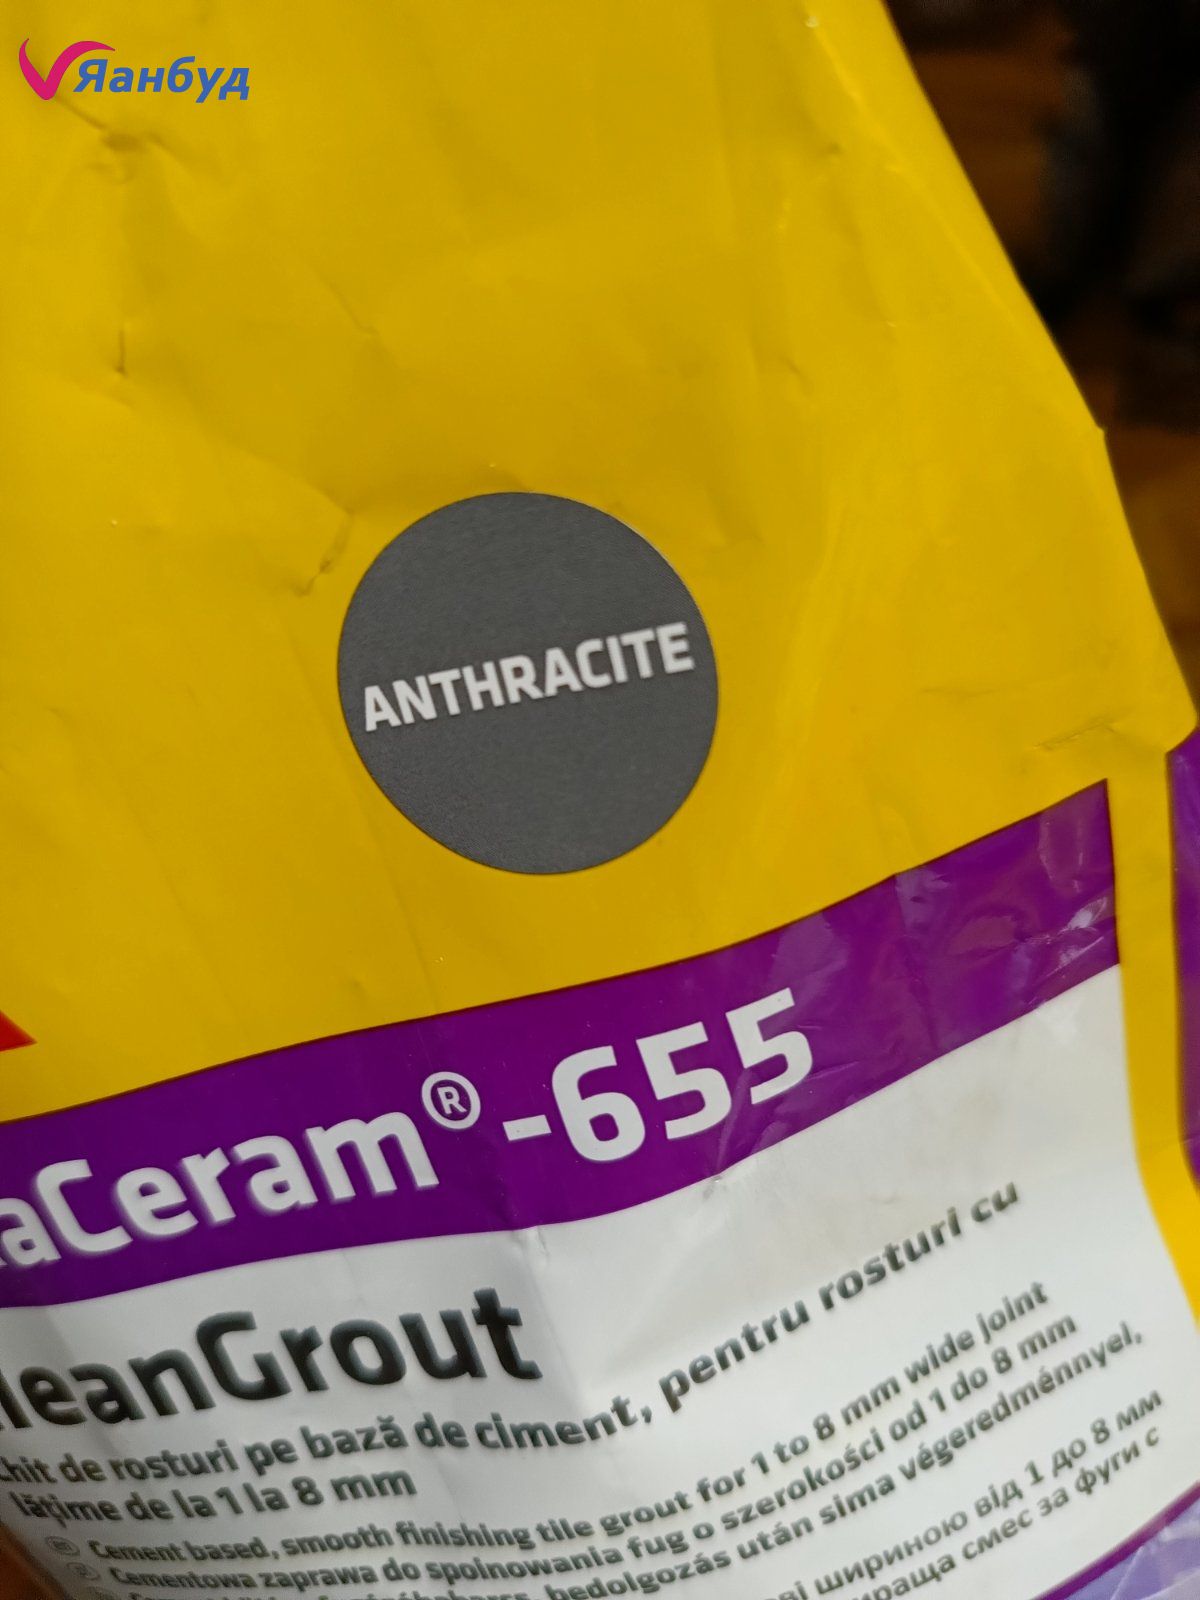 Яанбуд
ANTHRACITE
aCeram®-655
leanGrout
chit de rosturi pe bază de ciment, pentru rosturi cu
lățime de la 1 la 8 mm
Cement based, smooth finishing tile grout for 1 to 8 mm wide joint
Cementowa zaprawa do spoinowania fug o szerokości od 1 do 8 mm
bedolgozás után sima végeredménnyel,
ві шириною від 1 до 8 мм
смес за фуги с